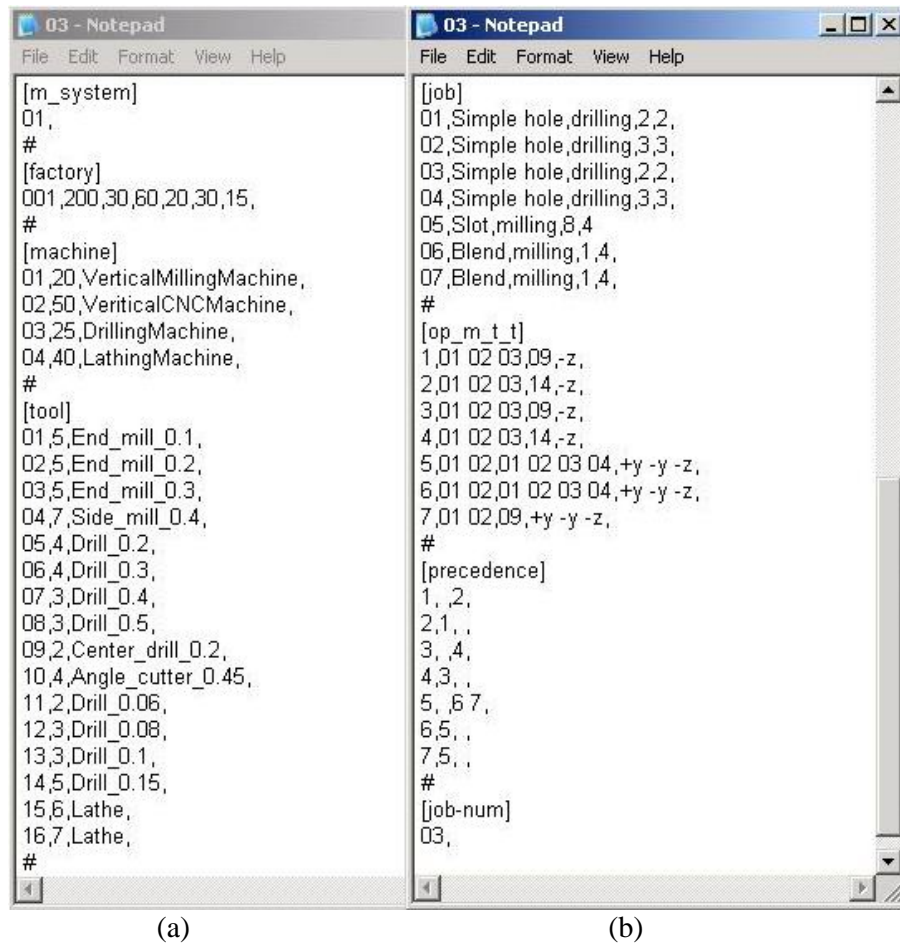 03 - Notepad
File Edit Format View Help
[m_system]
01,
#
[factory]
001,200,30,60,20,30,15,
#
[machine]
01,20,VerticalMillingMachine,
02,50,VeriticalCNCMachine,
03,25,DrillingMachine,
04,40,LathingMachine,
#
[tool]
01,5,End_mill_0.1,
02,5,End_mill_0.2,
03,5,End_mill_0.3,
04,7,Side_mill_0.4,
05,4,Drill_0.2,
06,4,Drill_0.3,
07,3,Drill_0.4,
08,3,Drill_0.5,
09,2,Center_drill_0.2,
10,4,Angle_cutter_0.45,
11,2,Drill_0.06,
12,3,Drill_0.08,
13,3,Drill_0.1,
14,5,Drill_0.15,
15,6,Lathe,
16,7,Lathe,
#
(a)
03 - Notepad
File Edit Format View Help
[job]
01,Simple hole,drilling,2,2,
02,Simple hole,drilling,3,3,
03,Simple hole,drilling,2,2,
04,Simple hole,drilling,3,3,
05,Slot,milling,8,4
06,Blend,milling,1,4,
07,Blend,milling,1,4,
#
[op_m_t_t]
1,01 02 03,09,-z,
2,01 02 03,14,-z,
3,01 02 03,09,-z,
4,01 02 03,14,-z,
5,01 02,01 02 03 04,+y -y -z,
6,01 02,01 02 03 04,+y -y -z,
7,01 02,09,+y -y -z,
#
[precedence]
1, ,2,
2,1, ,
3, ,4,
4,3, ,
5, ,6 7,
6,5, ,
7,5, ,
#
[job-num]
03,
(b)